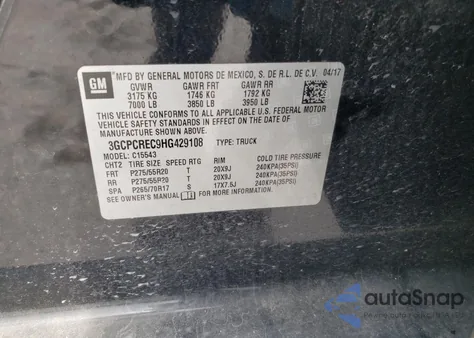 GM
MFD BY GENERAL MOTORS DE MEXICO, S. DE R.L. DE C.V. 04/17
GVWR GAWR FRT GAWR RR
3175 KG 1746 KG 1792 KG
7000 LB 3850 LB 3950 LB
THIS VEHICLE CONFORMS TO ALL APPLICABLE U.S. FEDERAL MOTOR
VEHICLE SAFETY STANDARDS IN EFFECT ON THE DATE OF
MANUFACTURE SHOWN ABOVE.
3GCPCREC9HG429108 TYPE: TRUCK
MODEL: C15543
CHT2 TIRE SIZE SPEED RTG RIM COLD TIRE PRESSURE
FRT P275/55R20 T 20X9J 240KPA(35PSI)
RR P275/55R20 T 20X9J 240KPA(35PSI)
SP P265/70R17 S 17X7.5J 240KPA(35PSI)
SEE OWNER'S MANUAL FOR ADDITIONAL INFORMATION.
autoSnap